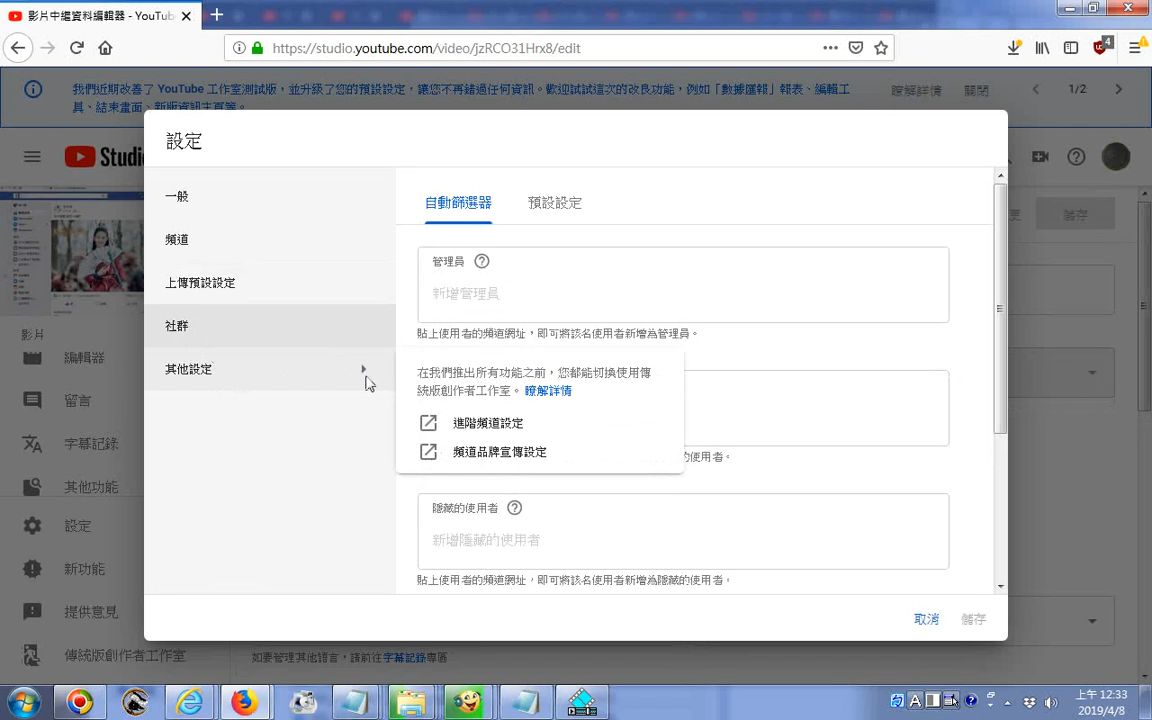 影片中繼資料編輯器 - YouTub
https://studio.youtube.com/video/jzRCO31Hrx8/edit
4
我們近期改善了 YouTube 工作室測試版，並升級了您的預設設定，讓您不再錯過任何資訊。歡迎試試這次的改良功能，例如「數據匯報」報表、編輯工
具、結束畫面、新版資訊主頁等。
瞭解詳情
關閉
1/2
Studi
設定
一般
頻道
上傳預設設定
社群
其他設定
自動篩選器
預設設定
管理員
新增管理員
貼上使用者的頻道網址，即可將該名使用者新增為管理員。
在我們推出所有功能之前，您都能切換使用傳
統版創作者工作室。瞭解詳情
進階頻道設定
頻道品牌宣傳設定
的使用者。
隱藏的使用者
新增隱藏的使用者
貼上使用者的頻道網址，即可將該名使用者新增為隱藏的使用者。
取消
儲存
更
儲存
影片
編輯器
留言
字幕記錄
其他功能
設定
新功能
提供意見
傳統版創作者工作室
如要管理其他語言，請前往字幕記錄專區
上午 12:33
2019/4/8